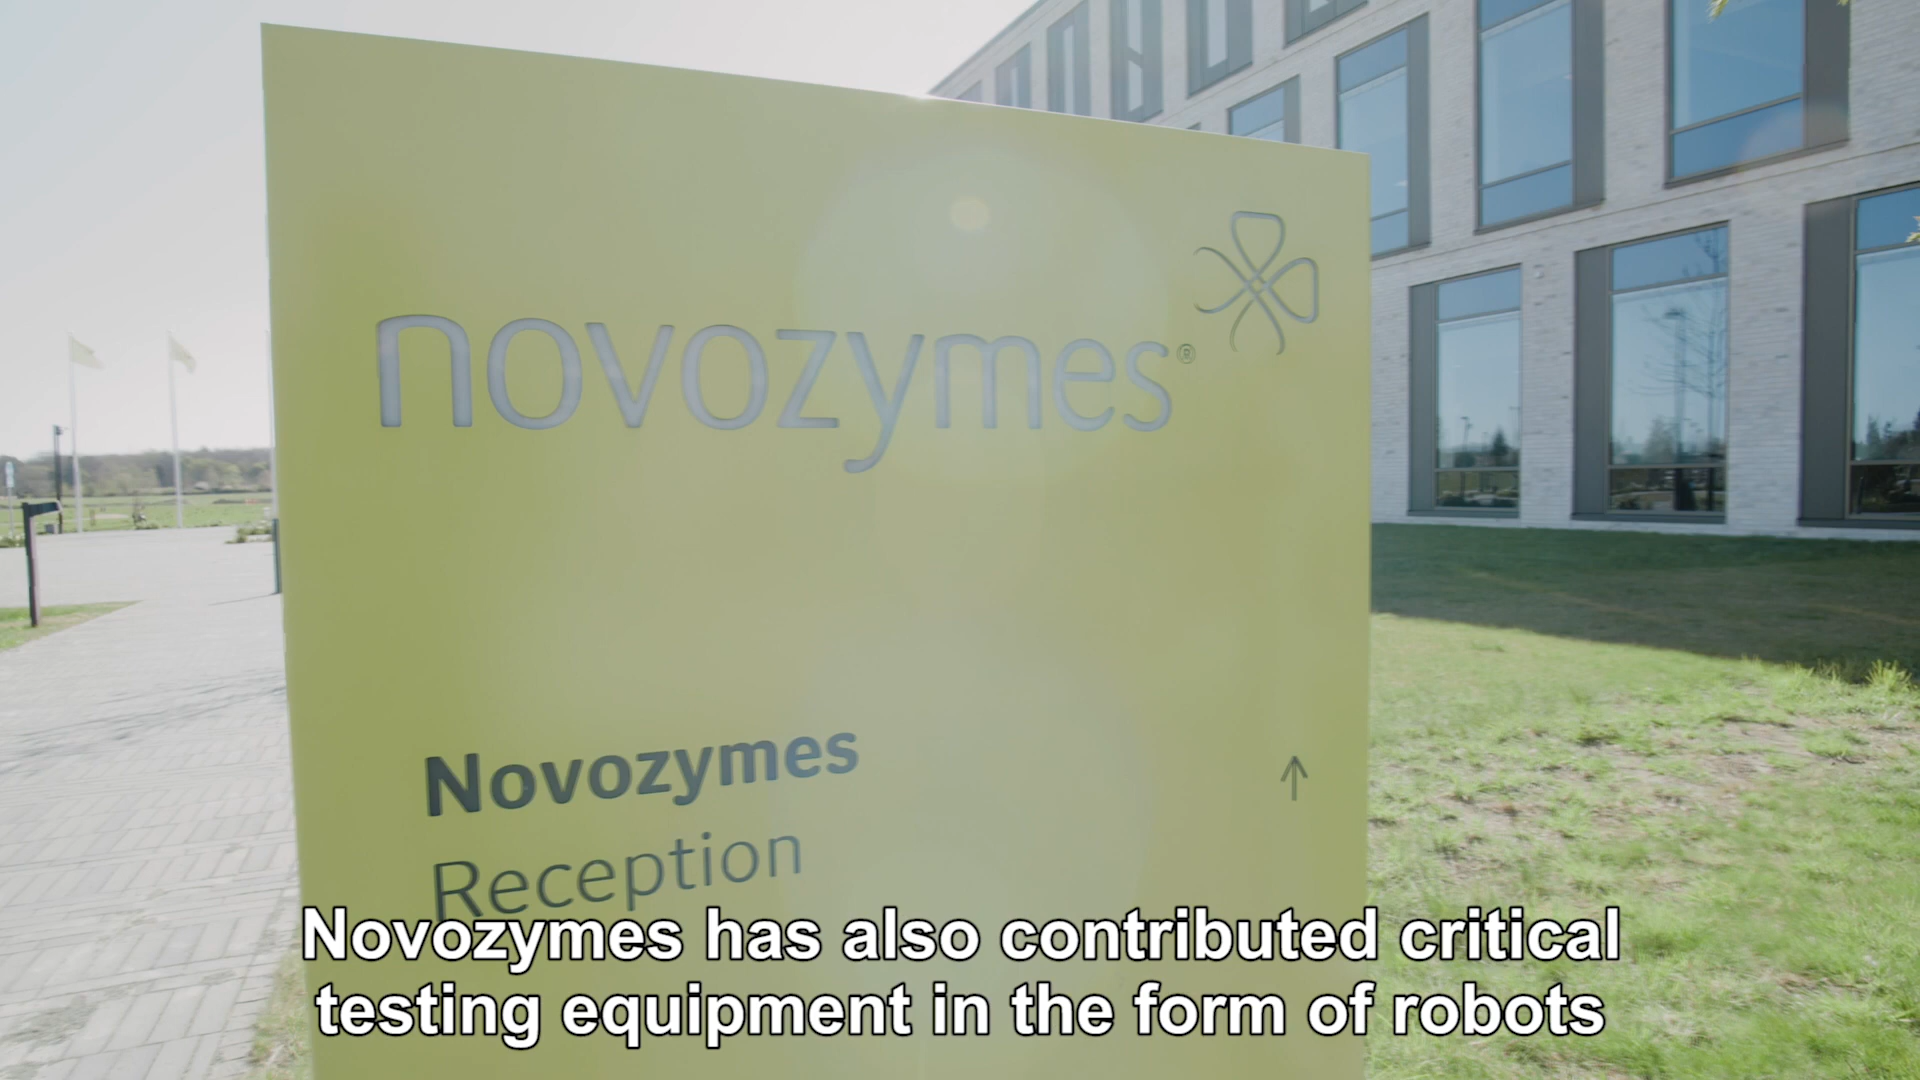 novozymes®
Novozymes
Reception
Novozymes has also contributed critical
testing equipment in the form of robots